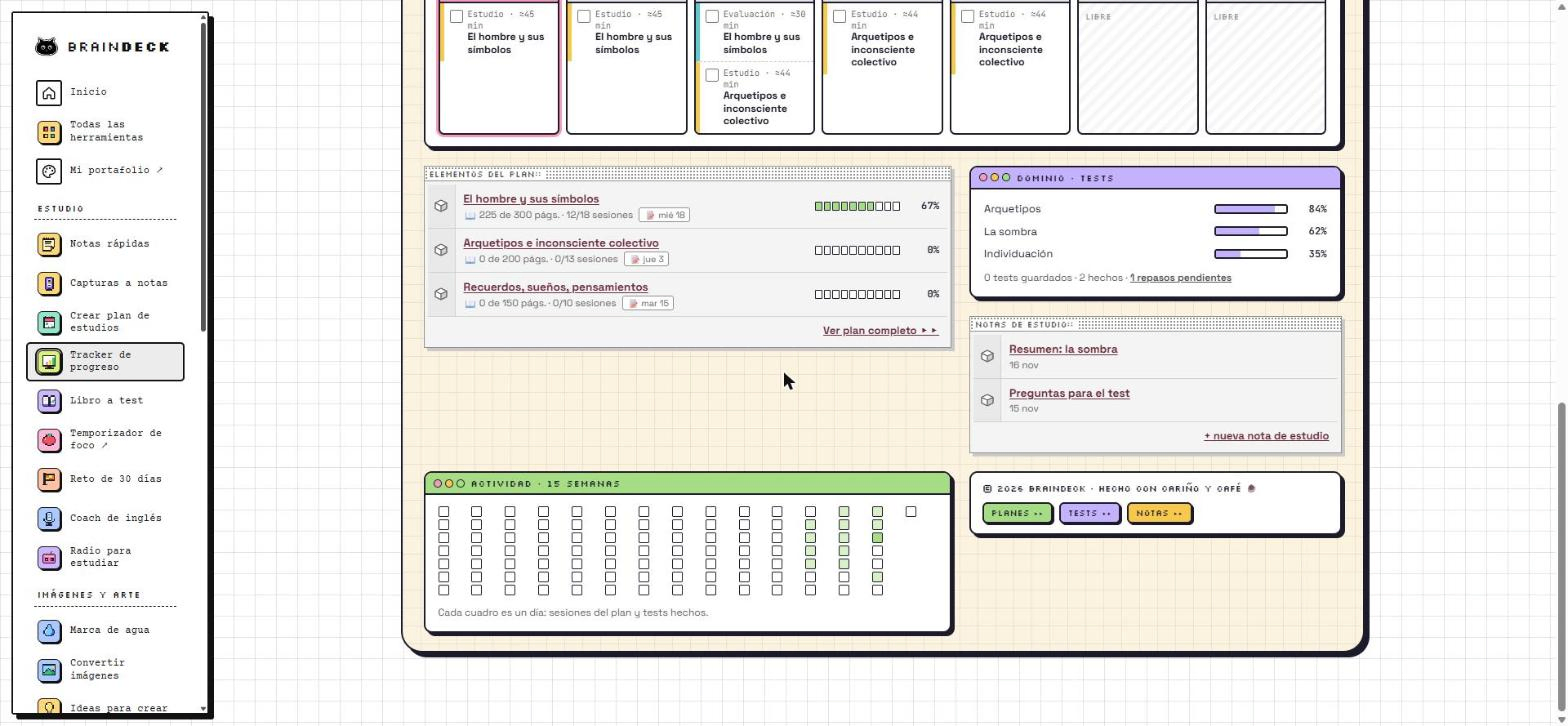 BRAINDECK
Inicio
Todas las
herramientas
Mi portafolio ↗
ESTUDIO
Notas rápidas
Capturas a notas
Crear plan de
estudios
Tracker de
progreso
Libro a test
Temporizador de
foco ↗
Reto de 30 días
Coach de inglés
Radio para
estudiar
IMÁGENES Y ARTE
Marca de agua
Convertir
imágenes
Ideas para crear
Estudio · ≈45
min
El hombre y sus
símbolos
Estudio · ≈45
min
El hombre y sus
símbolos
Evaluación · ≈30
min
El hombre y sus
símbolos
Estudio · ≈44
min
Arquetipos e
inconsciente
colectivo
Estudio · ≈44
min
Arquetipos e
inconsciente
colectivo
Estudio · ≈44
min
Arquetipos e
inconsciente
colectivo
LIBRE
LIBRE
ELEMENTOS DEL PLAN::
El hombre y sus símbolos
225 de 300 págs. · 12/18 sesiones mié 18
67%
Arquetipos e inconsciente colectivo
0 de 200 págs. · 0/13 sesiones jue 3
0%
Recuerdos, sueños, pensamientos
0 de 150 págs. · 0/10 sesiones mar 15
0%
Ver plan completo ‣ ‣
DOMINIO · TESTS
Arquetipos 84%
La sombra 62%
Individuación 35%
0 tests guardados · 2 hechos · 1 repasos pendientes
NOTAS DE ESTUDIO::
Resumen: la sombra
16 nov
Preguntas para el test
15 nov
+ nueva nota de estudio
ACTIVIDAD · 15 SEMANAS
Cada cuadro es un día: sesiones del plan y tests hechos.
© 2026 BRAINDECK · HECHO CON CARIÑO Y CAFÉ
PLANES ‣‣ TESTS ‣‣ NOTAS ‣‣